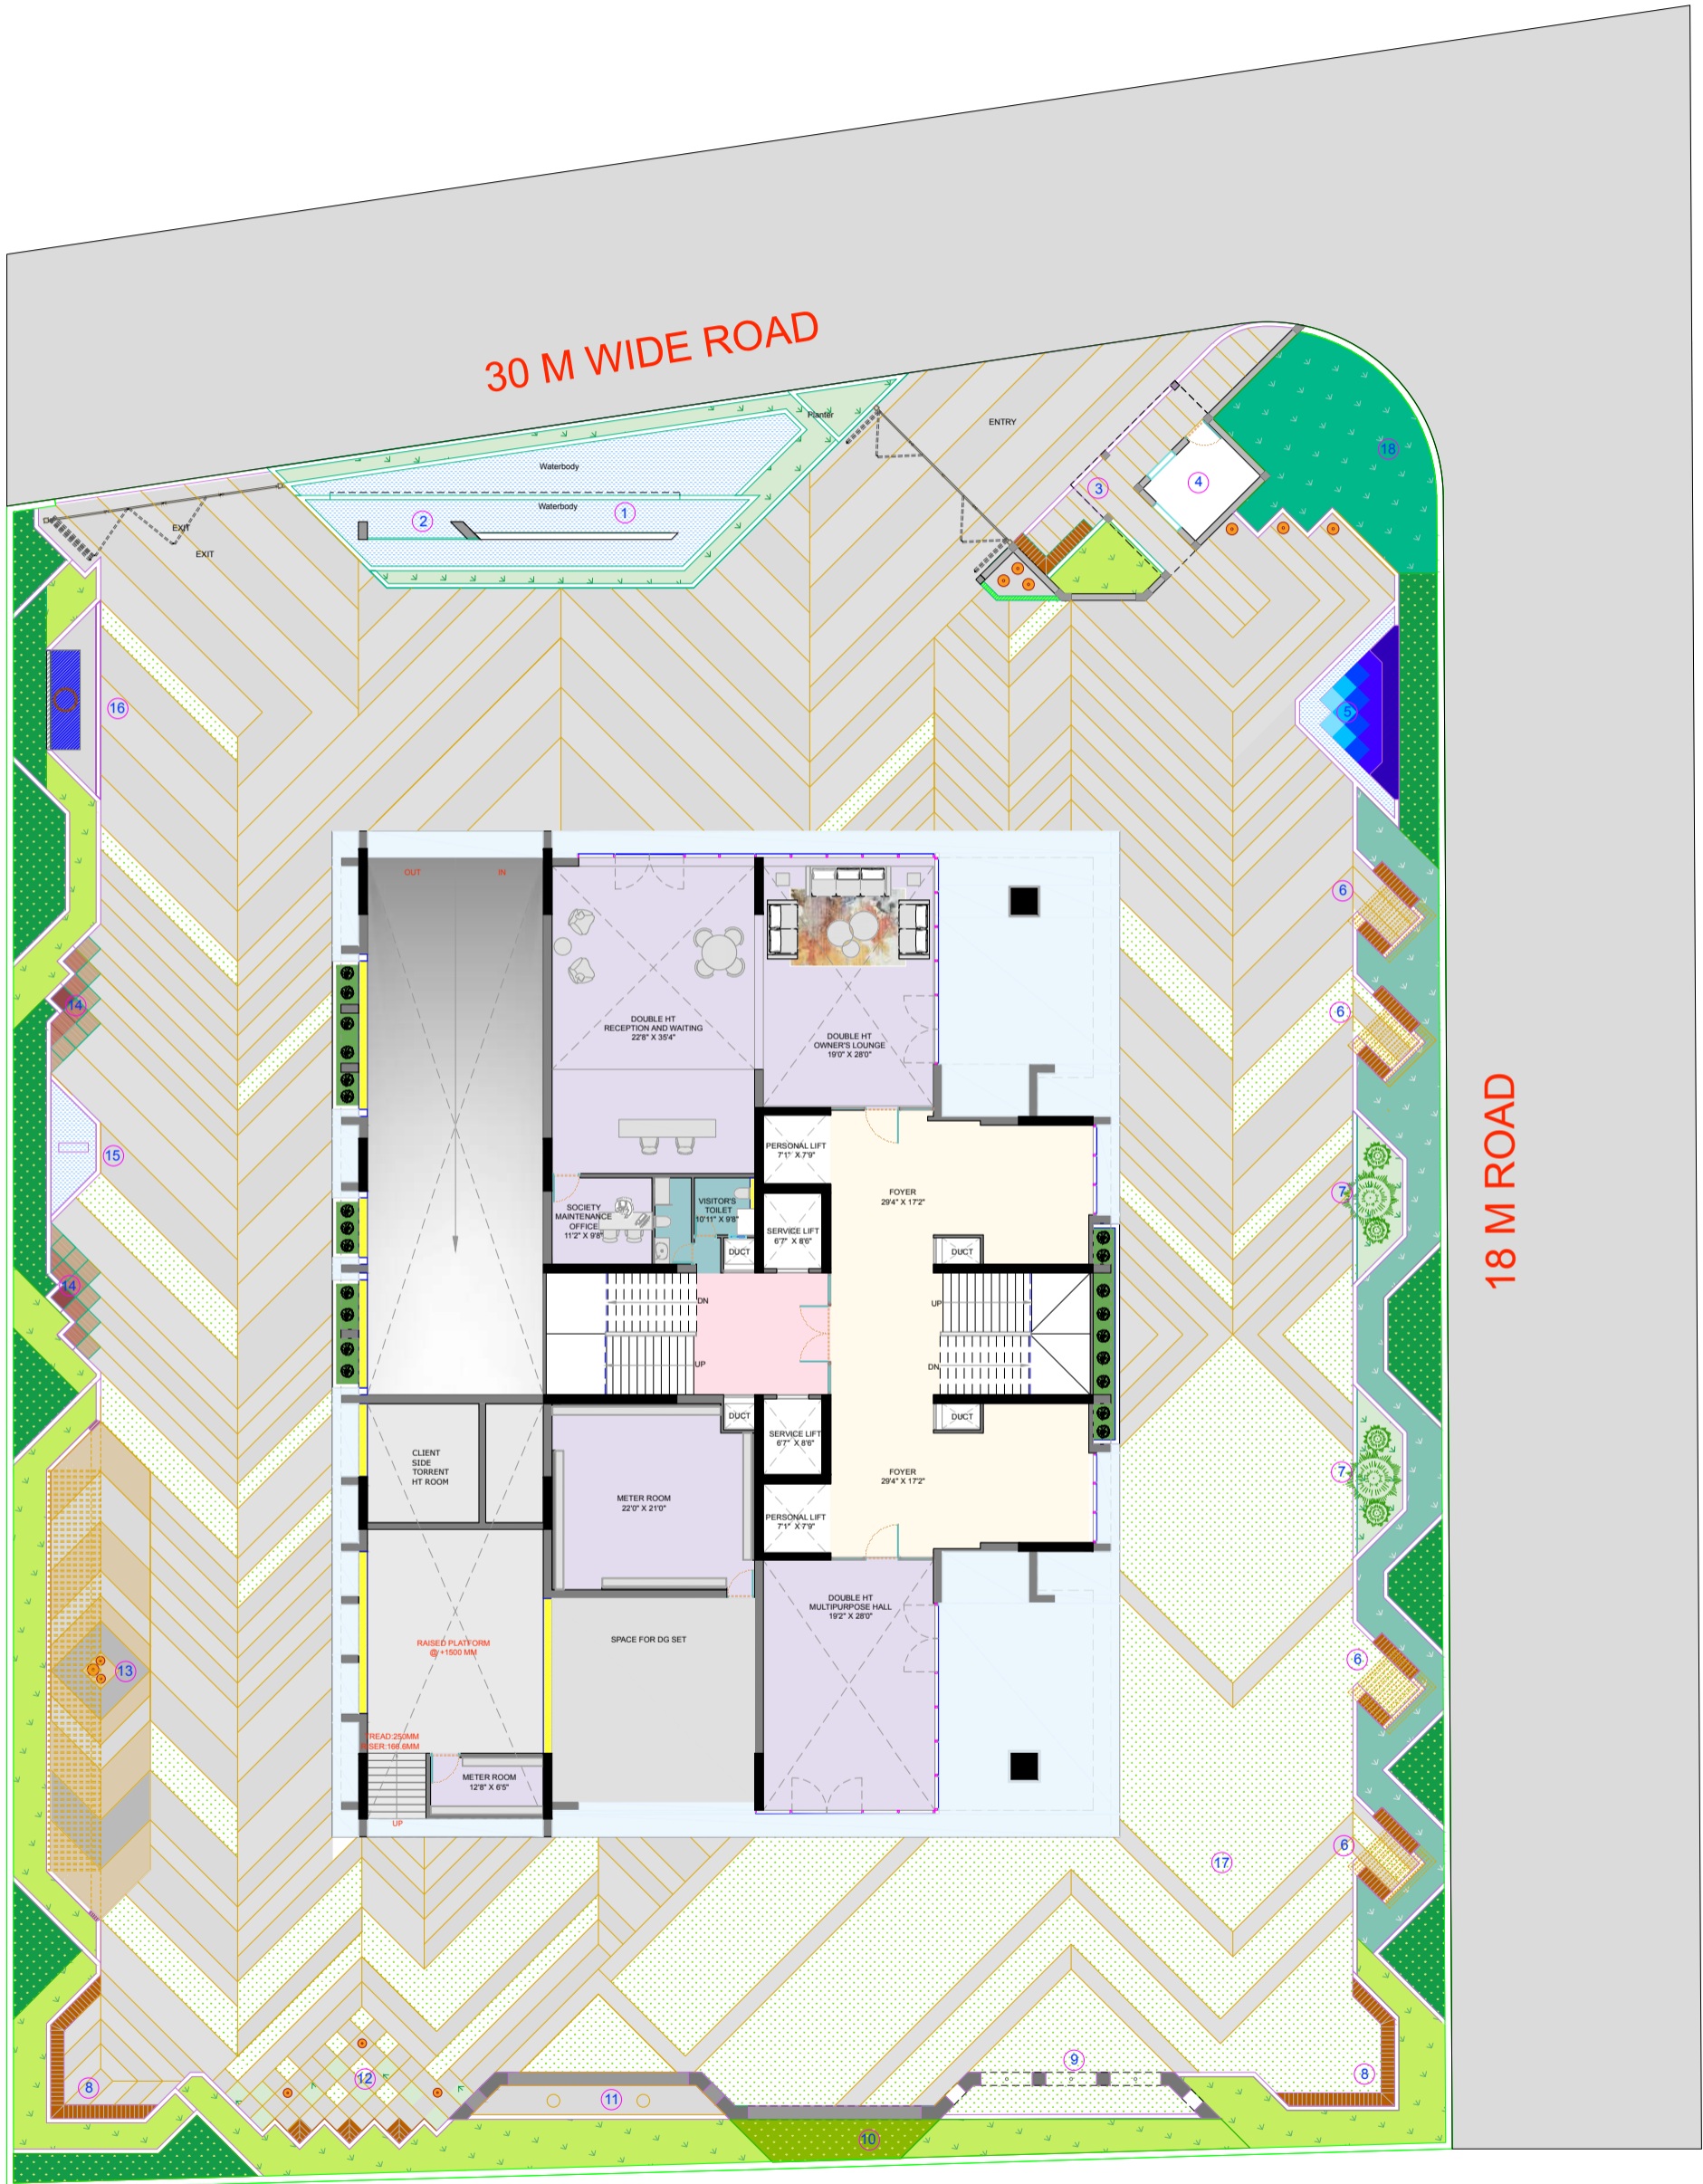 30 M WIDE ROAD
Planter
ENTRY
Waterbody
Waterbody
1
2
3
4
18
EXIT
EXIT
16
5
OUT
IN
6
DOUBLE HT
RECEPTION AND WAITING
22'8" X 35'4"
DOUBLE HT
OWNER'S LOUNGE
19'0" X 28'0"
14
6
18 M ROAD
15
PERSONAL LIFT
7'1" X 7'9"
FOYER
29'4" X 17'2"
7
SOCIETY
MAINTENANCE
OFFICE
11'2" X 9'8"
VISITOR'S
TOILET
10'11" X 9'8"
SERVICE LIFT
6'7" X 8'6"
DUCT
DUCT
14
DN
UP
UP
DN
DUCT
DUCT
SERVICE LIFT
6'7" X 8'6"
CLIENT
SIDE
TORRENT
HT ROOM
METER ROOM
22'0" X 21'0"
FOYER
29'4" X 17'2"
7
PERSONAL LIFT
7'1" X 7'9"
DOUBLE HT
MULTIPURPOSE HALL
19'2" X 28'0"
RAISED PLATFORM
@ +1500 MM
SPACE FOR DG SET
13
6
TREAD:250MM
RISER:166.6MM
METER ROOM
12'8" X 6'5"
UP
6
17
8
12
11
10
9
8